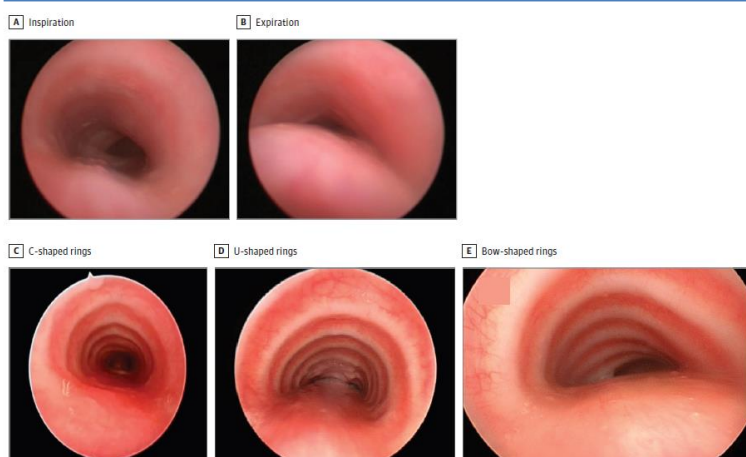 A Inspiration
B Expiration
C C-shaped rings
D U-shaped rings
E Bow-shaped rings